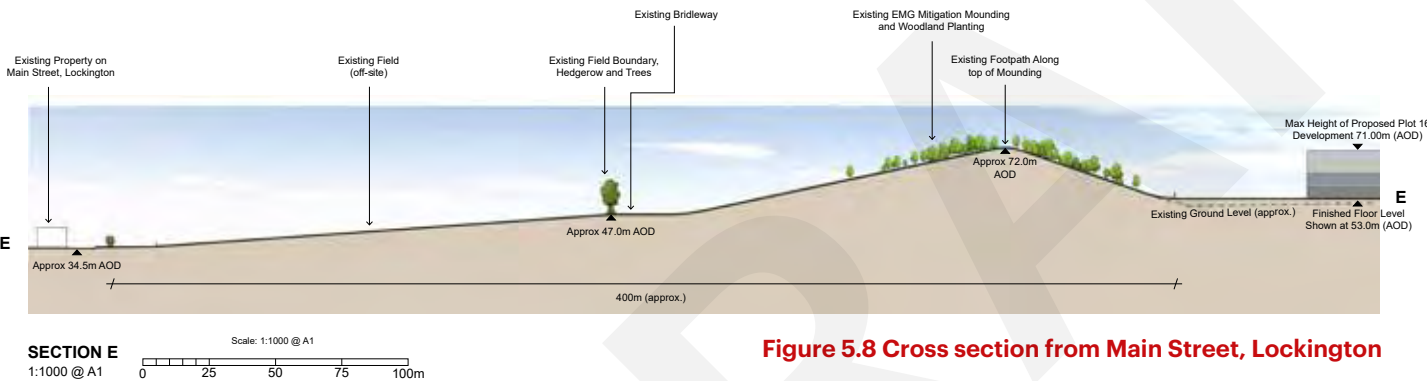 Existing Bridleway
Existing EMG Mitigation Mounding
and Woodland Planting
Existing Property on
Main Street, Lockington
Existing Field
(off-site)
Existing Field Boundary,
Hedgerow and Trees
Existing Footpath Along
top of Mounding
Max Height of Proposed Plot 16
Development 71.00m (AOD)
Approx 72.0m
AOD
E
E
Approx 34.5m AOD
Approx 47.0m AOD
Existing Ground Level (approx.)
Finished Floor Level
Shown at 53.0m (AOD)
400m (approx.)
SECTION E
1:1000 @ A1
Scale: 1:1000 @ A1
0 25 50 75 100m
Figure 5.8 Cross section from Main Street, Lockington